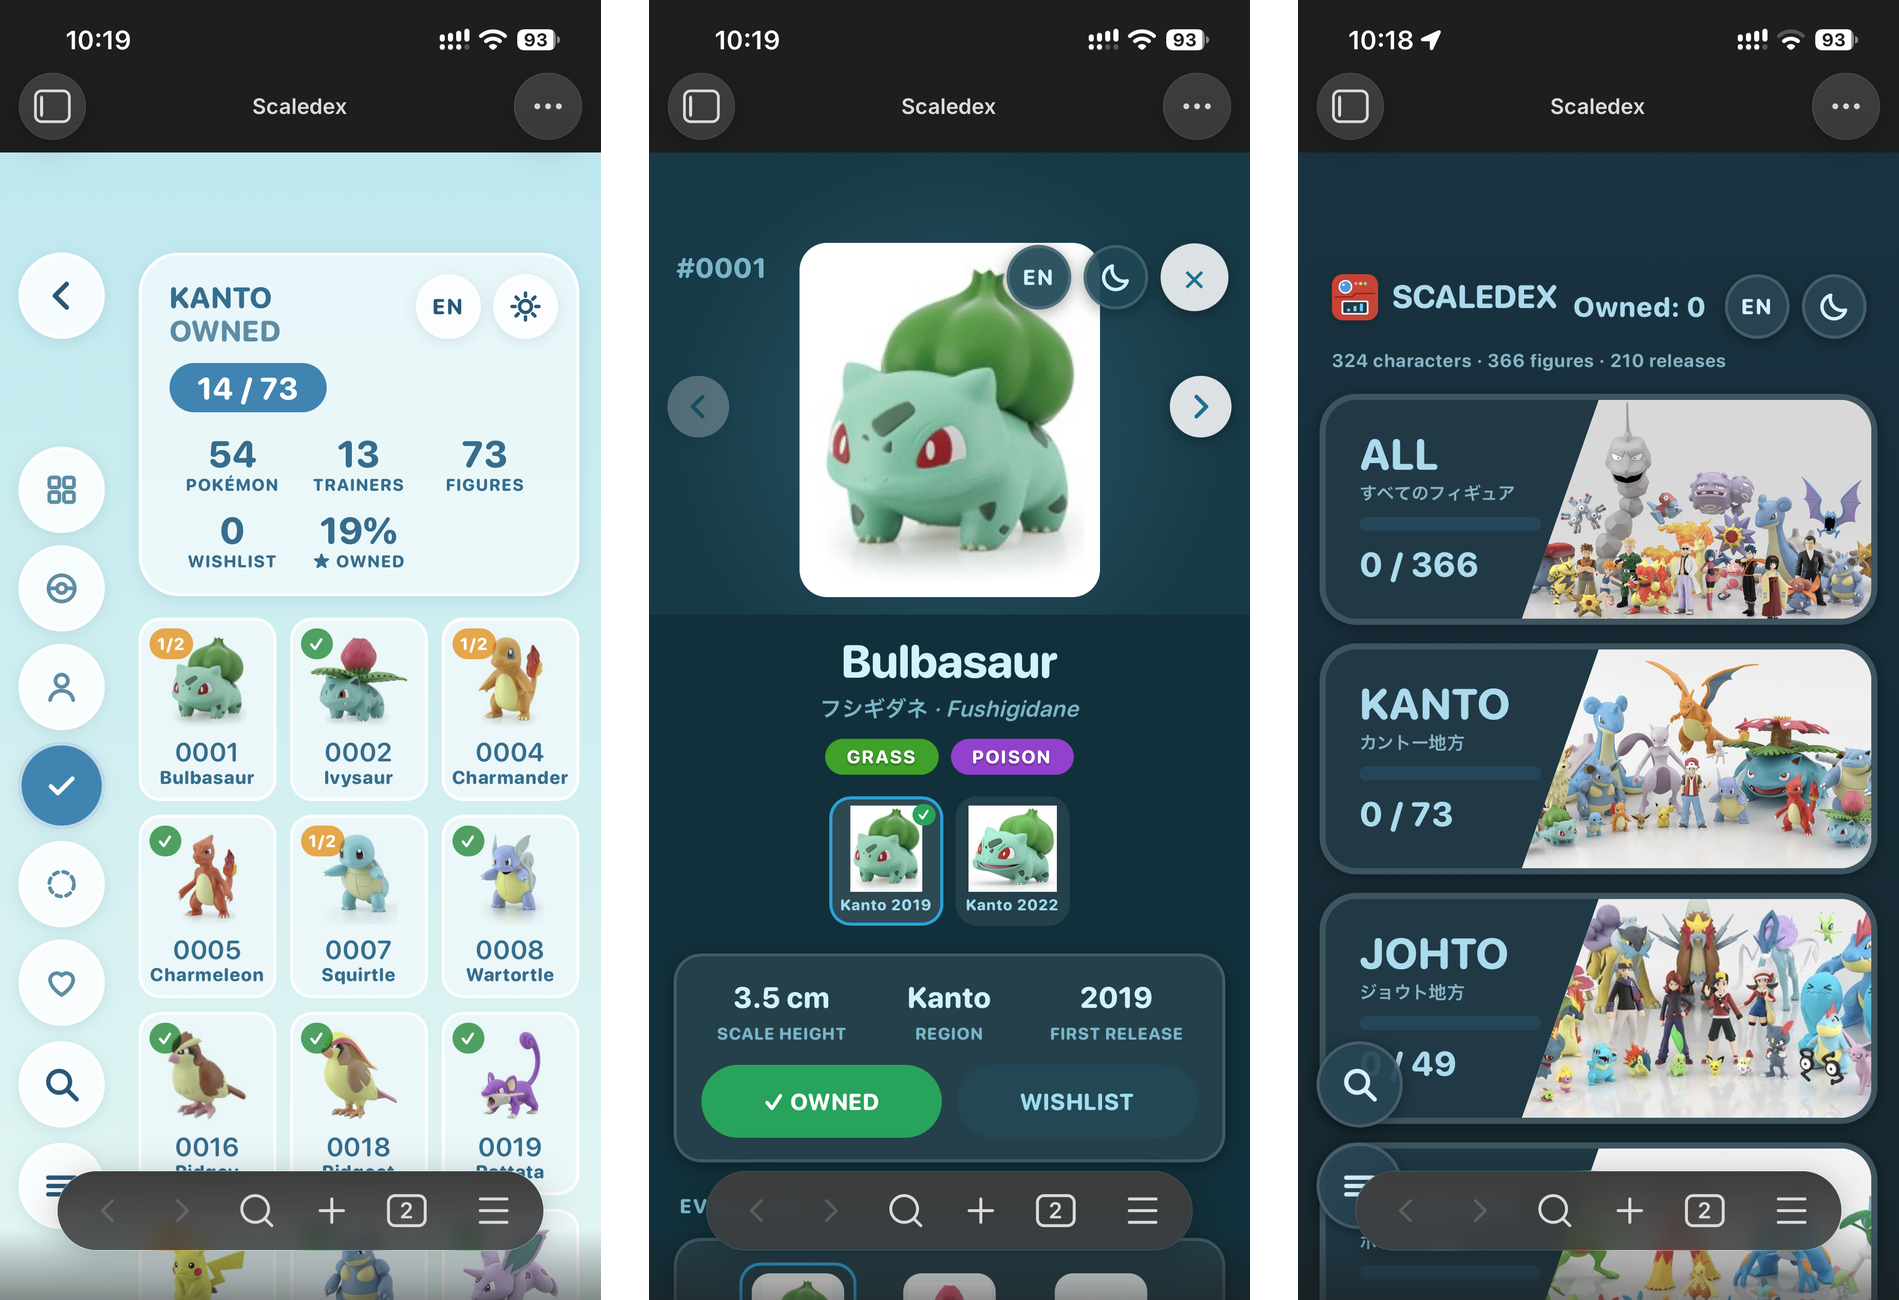 10:19
93
Scaledex
KANTO
OWNED
EN
14 / 73
54
POKÉMON
13
TRAINERS
73
FIGURES
0
WISHLIST
19%
★ OWNED
1/2
0001
Bulbasaur
0002
Ivysaur
1/2
0004
Charmander
0005
Charmeleon
1/2
0007
Squirtle
0008
Wartortle
0016
0018
0019
2
10:19
93
Scaledex
#0001
EN
Bulbasaur
フシギダネ · Fushigidane
GRASS
POISON
Kanto 2019
Kanto 2022
3.5 cm
SCALE HEIGHT
Kanto
REGION
2019
FIRST RELEASE
✓ OWNED
WISHLIST
EV
2
10:18
93
Scaledex
SCALEDEX
Owned: 0
EN
324 characters · 366 figures · 210 releases
ALL
すべてのフィギュア
0 / 366
KANTO
カントー地方
0 / 73
JOHTO
ジョウト地方
0 / 49
2